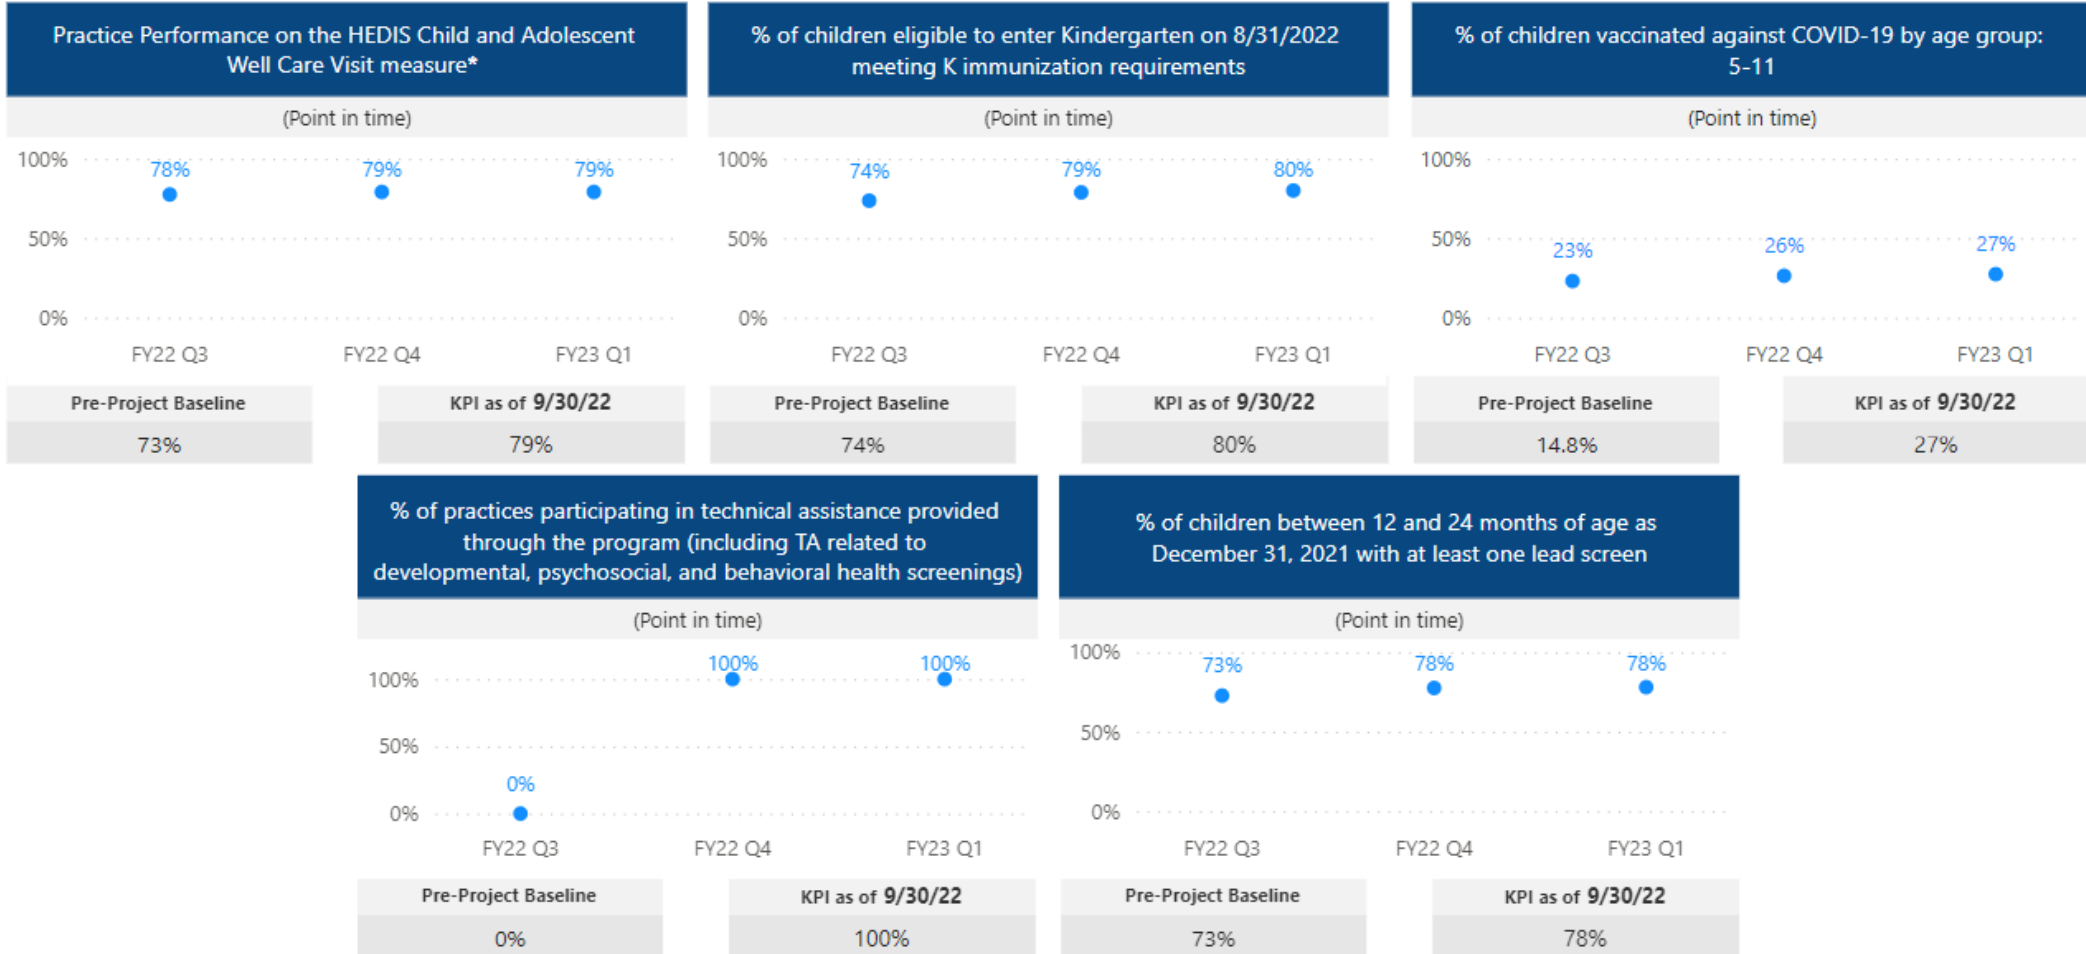 Practice Performance on the HEDIS Child and Adolescent
Well Care Visit measure*
(Point in time)
100%
50%
0%
78%
79%
79%
FY22 Q3
FY22 Q4
FY23 Q1
Pre-Project Baseline
73%
KPI as of 9/30/22
79%
% of children eligible to enter Kindergarten on 8/31/2022
meeting K immunization requirements
(Point in time)
100%
50%
0%
74%
79%
80%
FY22 Q3
FY22 Q4
FY23 Q1
Pre-Project Baseline
74%
KPI as of 9/30/22
80%
% of children vaccinated against COVID-19 by age group:
5-11
(Point in time)
100%
50%
0%
23%
26%
27%
FY22 Q3
FY22 Q4
FY23 Q1
Pre-Project Baseline
14.8%
KPI as of 9/30/22
27%
% of practices participating in technical assistance provided
through the program (including TA related to
developmental, psychosocial, and behavioral health screenings)
(Point in time)
100%
50%
0%
0%
100%
100%
FY22 Q3
FY22 Q4
FY23 Q1
Pre-Project Baseline
0%
KPI as of 9/30/22
100%
% of children between 12 and 24 months of age as
December 31, 2021 with at least one lead screen
(Point in time)
100%
50%
0%
73%
78%
78%
FY22 Q3
FY22 Q4
FY23 Q1
Pre-Project Baseline
73%
KPI as of 9/30/22
78%